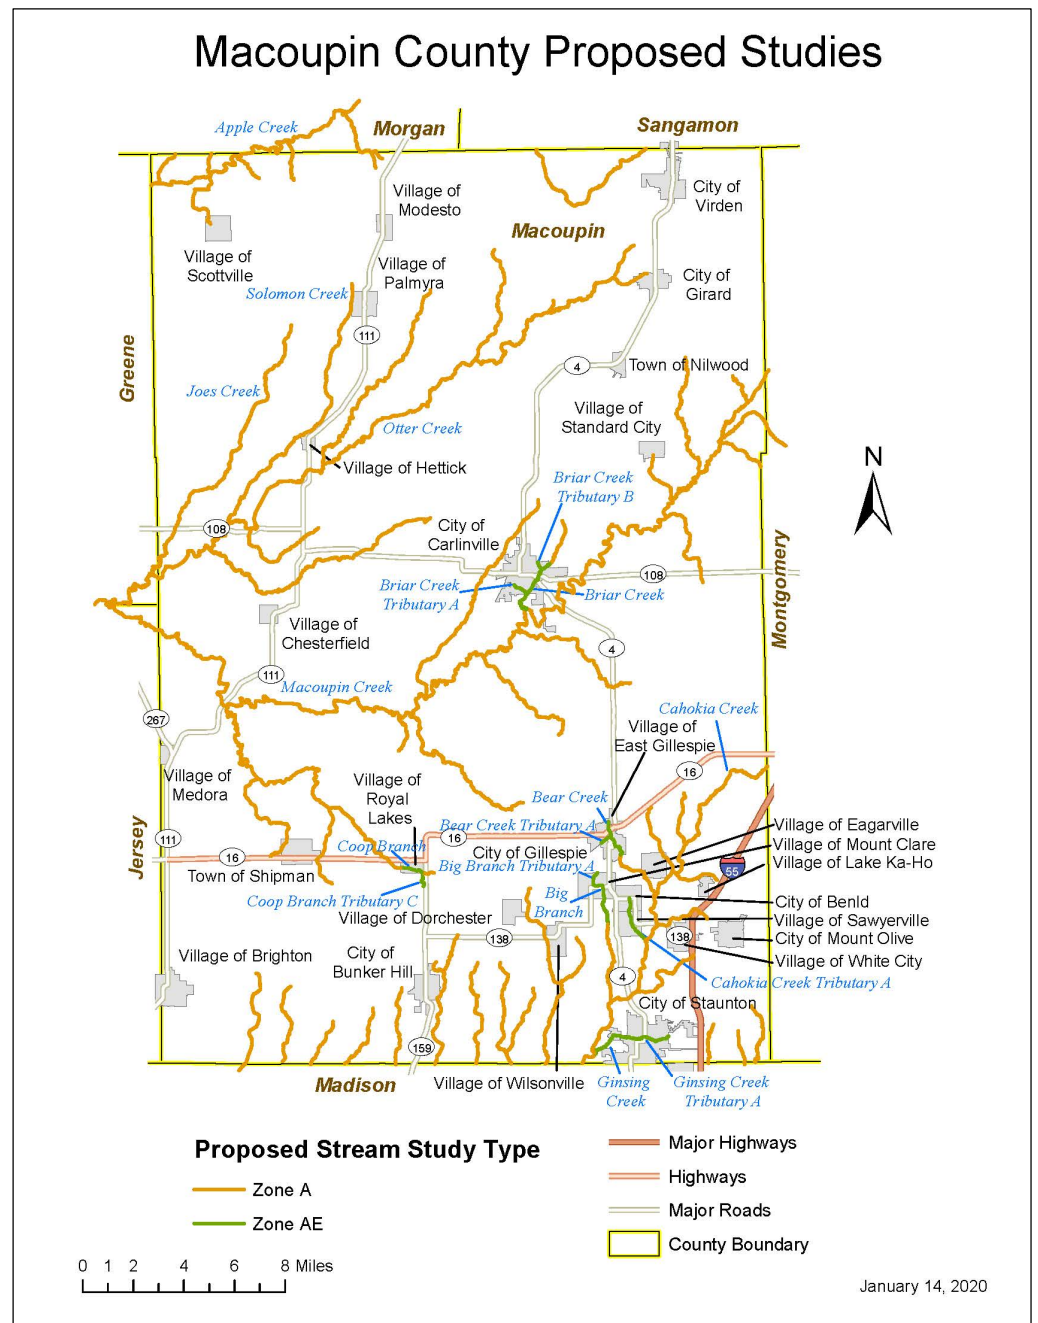 Macoupin County Proposed Studies
Apple Creek
Morgan
Sangamon
Village of
Modesto
City of
Virden
Macoupin
Village of
Scottville
Village of
Palmyra
City of
Girard
Solomon Creek
111
Greene
4
Town of Nilwood
Joes Creek
Village of
Standard City
Otter Creek
N
Village of Hettick
Briar Creek
Tributary B
108
City of
Carlinville
Montgomery
108
Briar Creek
Tributary A
Briar Creek
Village of
Chesterfield
4
111
Macoupin Creek
267
Cahokia Creek
Village of
East Gillespie
16
Village of
Medora
Village of
Royal
Lakes
Bear Creek
Jersey
111
Bear Creek Tributary A
16
Village of Eagarville
Village of Mount Clare
Village of Lake Ka-Ho
Coop Branch
City of Gillespie
16
55
Town of Shipman
Big Branch Tributary A
Coop Branch Tributary C
Big
Branch
City of Benld
Village of Dorchester
Village of Sawyerville
138
138
City of Mount Olive
Village of Brighton
City of
Bunker Hill
Village of White City
4
Cahokia Creek Tributary A
City of Staunton
159
Madison
Village of Wilsonville
Ginsing
Creek
Ginsing Creek
Tributary A
Proposed Stream Study Type
Zone A
Zone AE
Major Highways
Highways
Major Roads
County Boundary
0 1 2 4 6 8 Miles
January 14, 2020